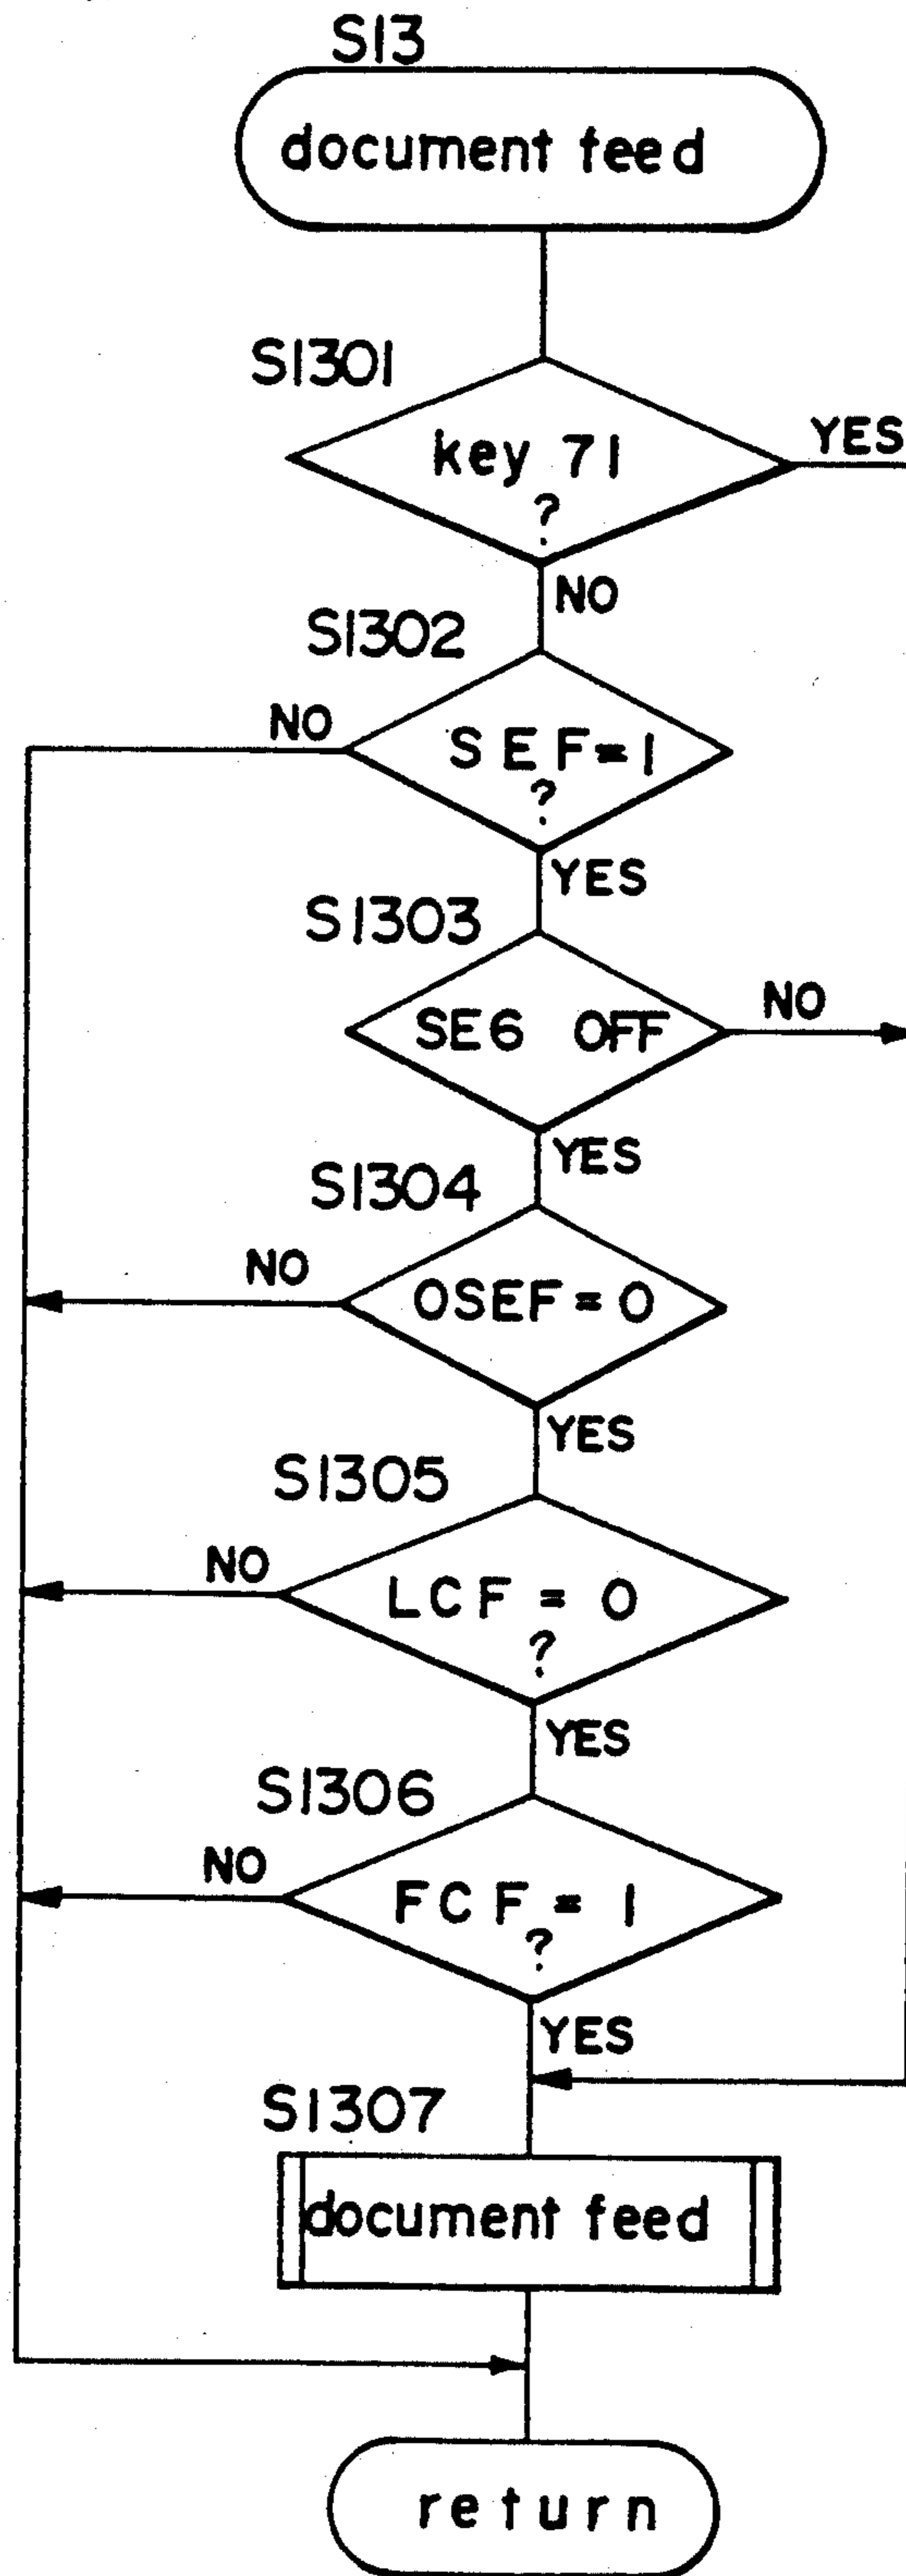 S13
document feed
S1301
key 71
?
YES
NO
S1302
NO
SEF=1
?
YES
S1303
SE6 OFF
NO
YES
S1304
NO
OSEF=0
YES
S1305
NO
LCF = 0
?
YES
S1306
NO
FCF = 1
?
YES
S1307
document feed
return